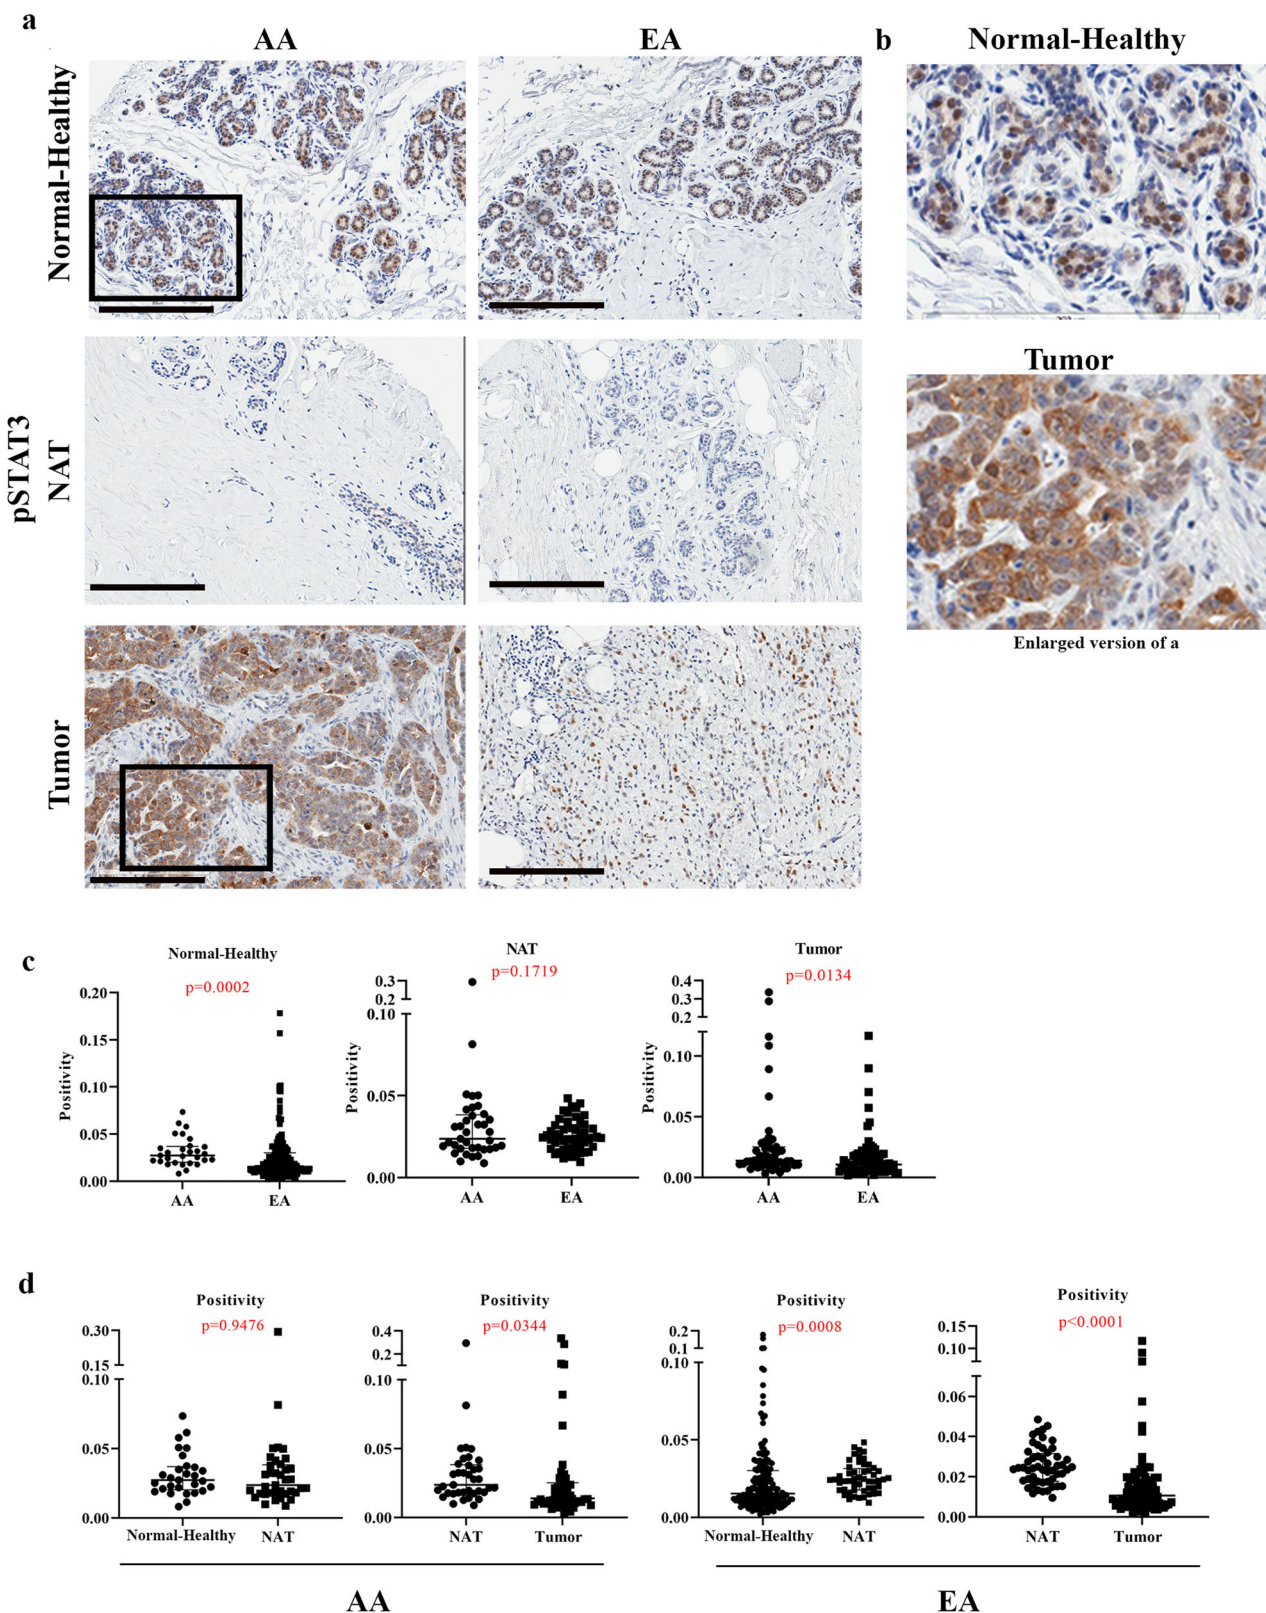 a
AA
EA
b
Normal-Healthy
Normal-Healthy
pSTAT3
NAT
Tumor
Tumor
Enlarged version of a
c
Normal-Healthy
p=0.0002
Positivity
0.20
0.15
0.10
0.05
0.00
AA
EA
NAT
p=0.1719
Positivity
0.3
0.2
0.10
0.05
0.00
AA
EA
Tumor
p=0.0134
Positivity
0.4
0.3
0.2
0.10
0.05
0.00
AA
EA
d
Positivity
p=0.9476
0.30
0.15
0.10
0.05
0.00
Normal-Healthy
NAT
Positivity
p=0.0344
0.4
0.2
0.10
0.05
0.00
NAT
Tumor
AA
Positivity
p=0.0008
0.2
0.1
0.10
0.05
0.00
Normal-Healthy
NAT
Positivity
p<0.0001
0.15
0.10
0.06
0.04
0.02
0.00
NAT
Tumor
EA